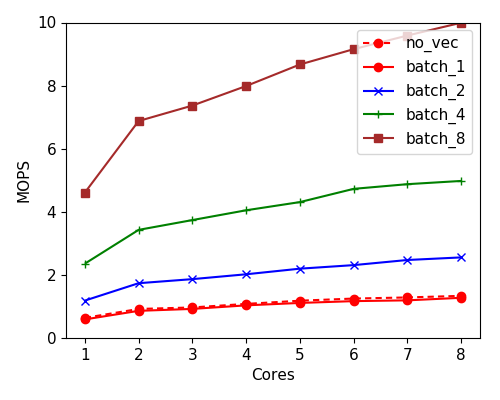 10
8
6
4
2
0
MOPS
1 2 3 4 5 6 7 8
Cores
no_vec
batch_1
batch_2
batch_4
batch_8